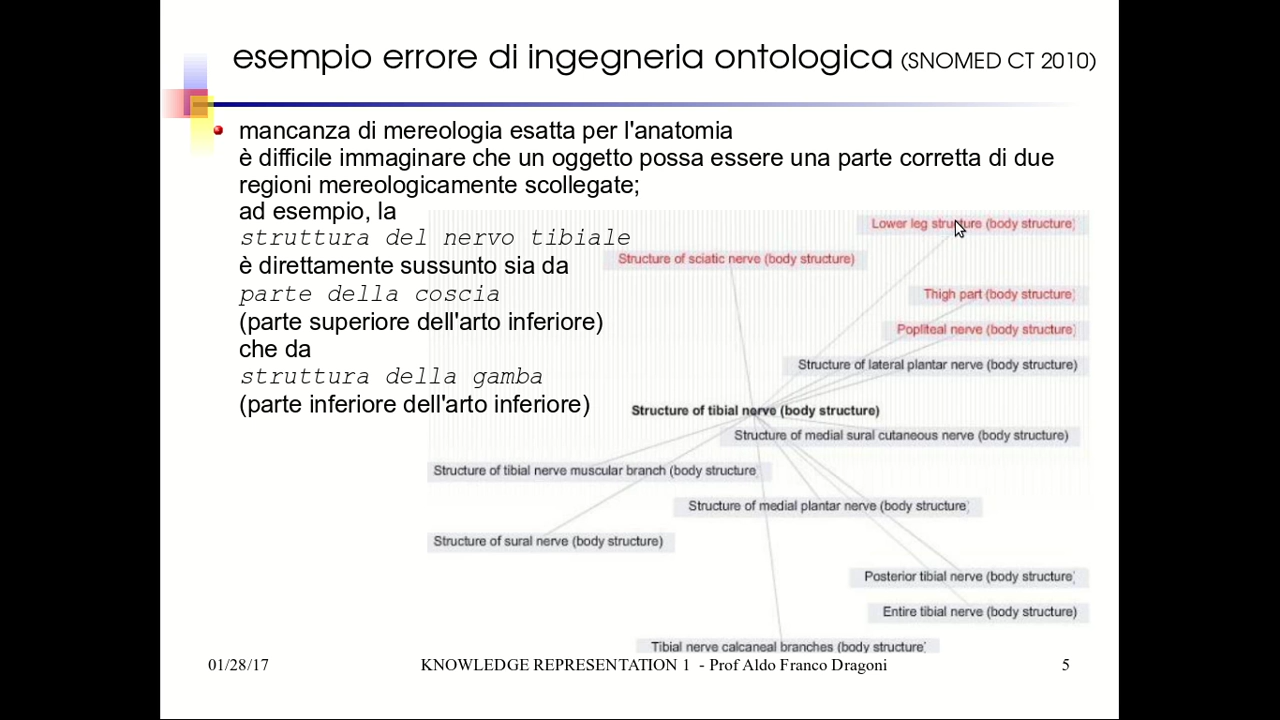 esempio errore di ingegneria ontologica (SNOMED CT 2010)
mancanza di mereologia esatta per l'anatomia
è difficile immaginare che un oggetto possa essere una parte corretta di due
regioni mereologicamente scollegate;
ad esempio, la
struttura del nervo tibiale
è direttamente sussunto sia da
parte della coscia
(parte superiore dell'arto inferiore)
che da
struttura della gamba
(parte inferiore dell'arto inferiore)
Lower leg structure (body structure)
Structure of sciatic nerve (body structure)
Thigh part (body structure)
Popliteal nerve (body structure)
Structure of lateral plantar nerve (body structure)
Structure of tibial nerve (body structure)
Structure of medial sural cutaneous nerve (body structure)
Structure of tibial nerve muscular branch (body structure)
Structure of medial plantar nerve (body structure)
Structure of sural nerve (body structure)
Posterior tibial nerve (body structure)
Entire tibial nerve (body structure)
Tibial nerve calcaneal branches (body structure)
01/28/17 KNOWLEDGE REPRESENTATION 1 - Prof Aldo Franco Dragoni 5